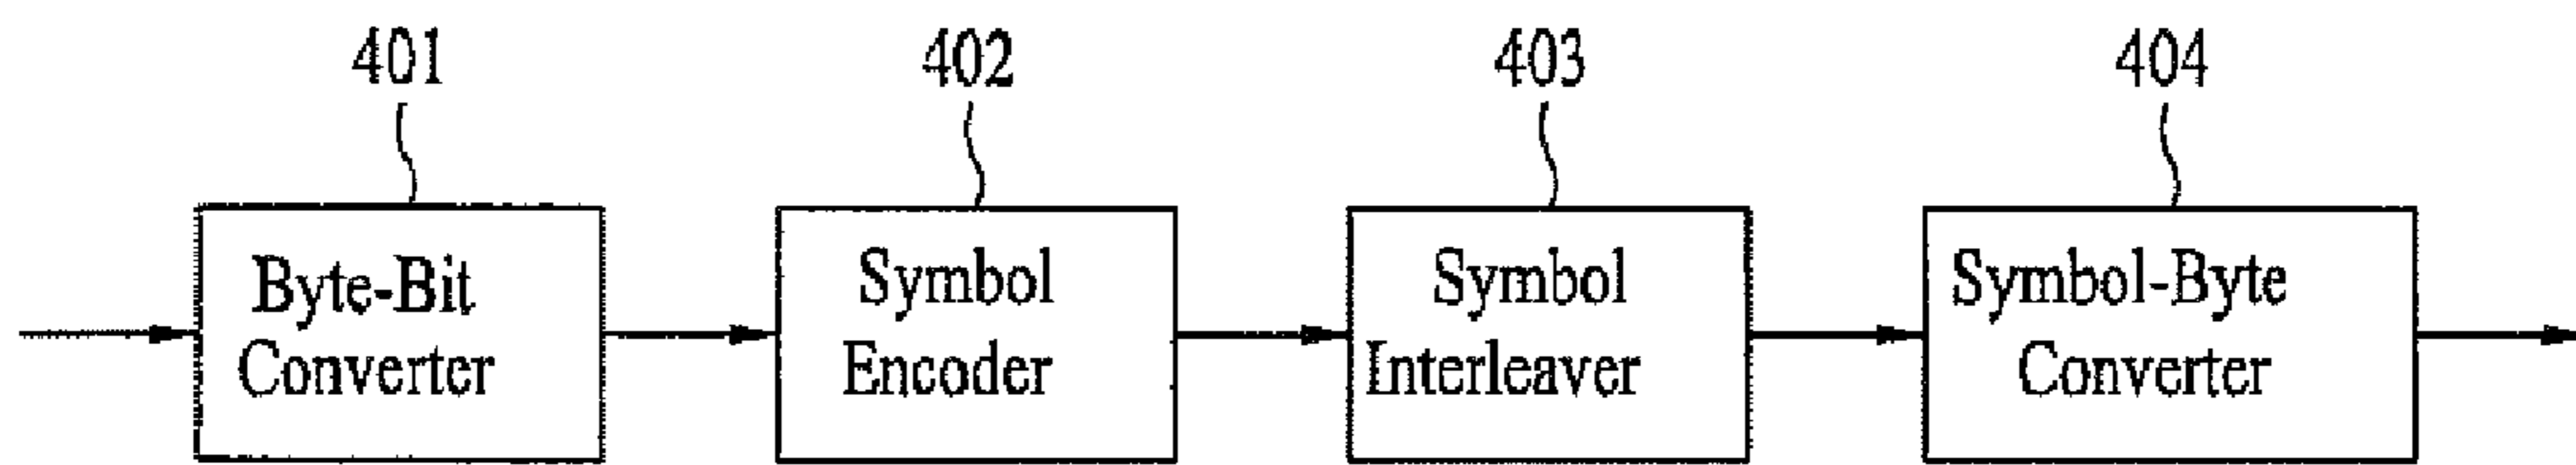 401
402
403
404
Byte-Bit
Converter
Symbol
Encoder
Symbol
Interleaver
Symbol-Byte
Converter